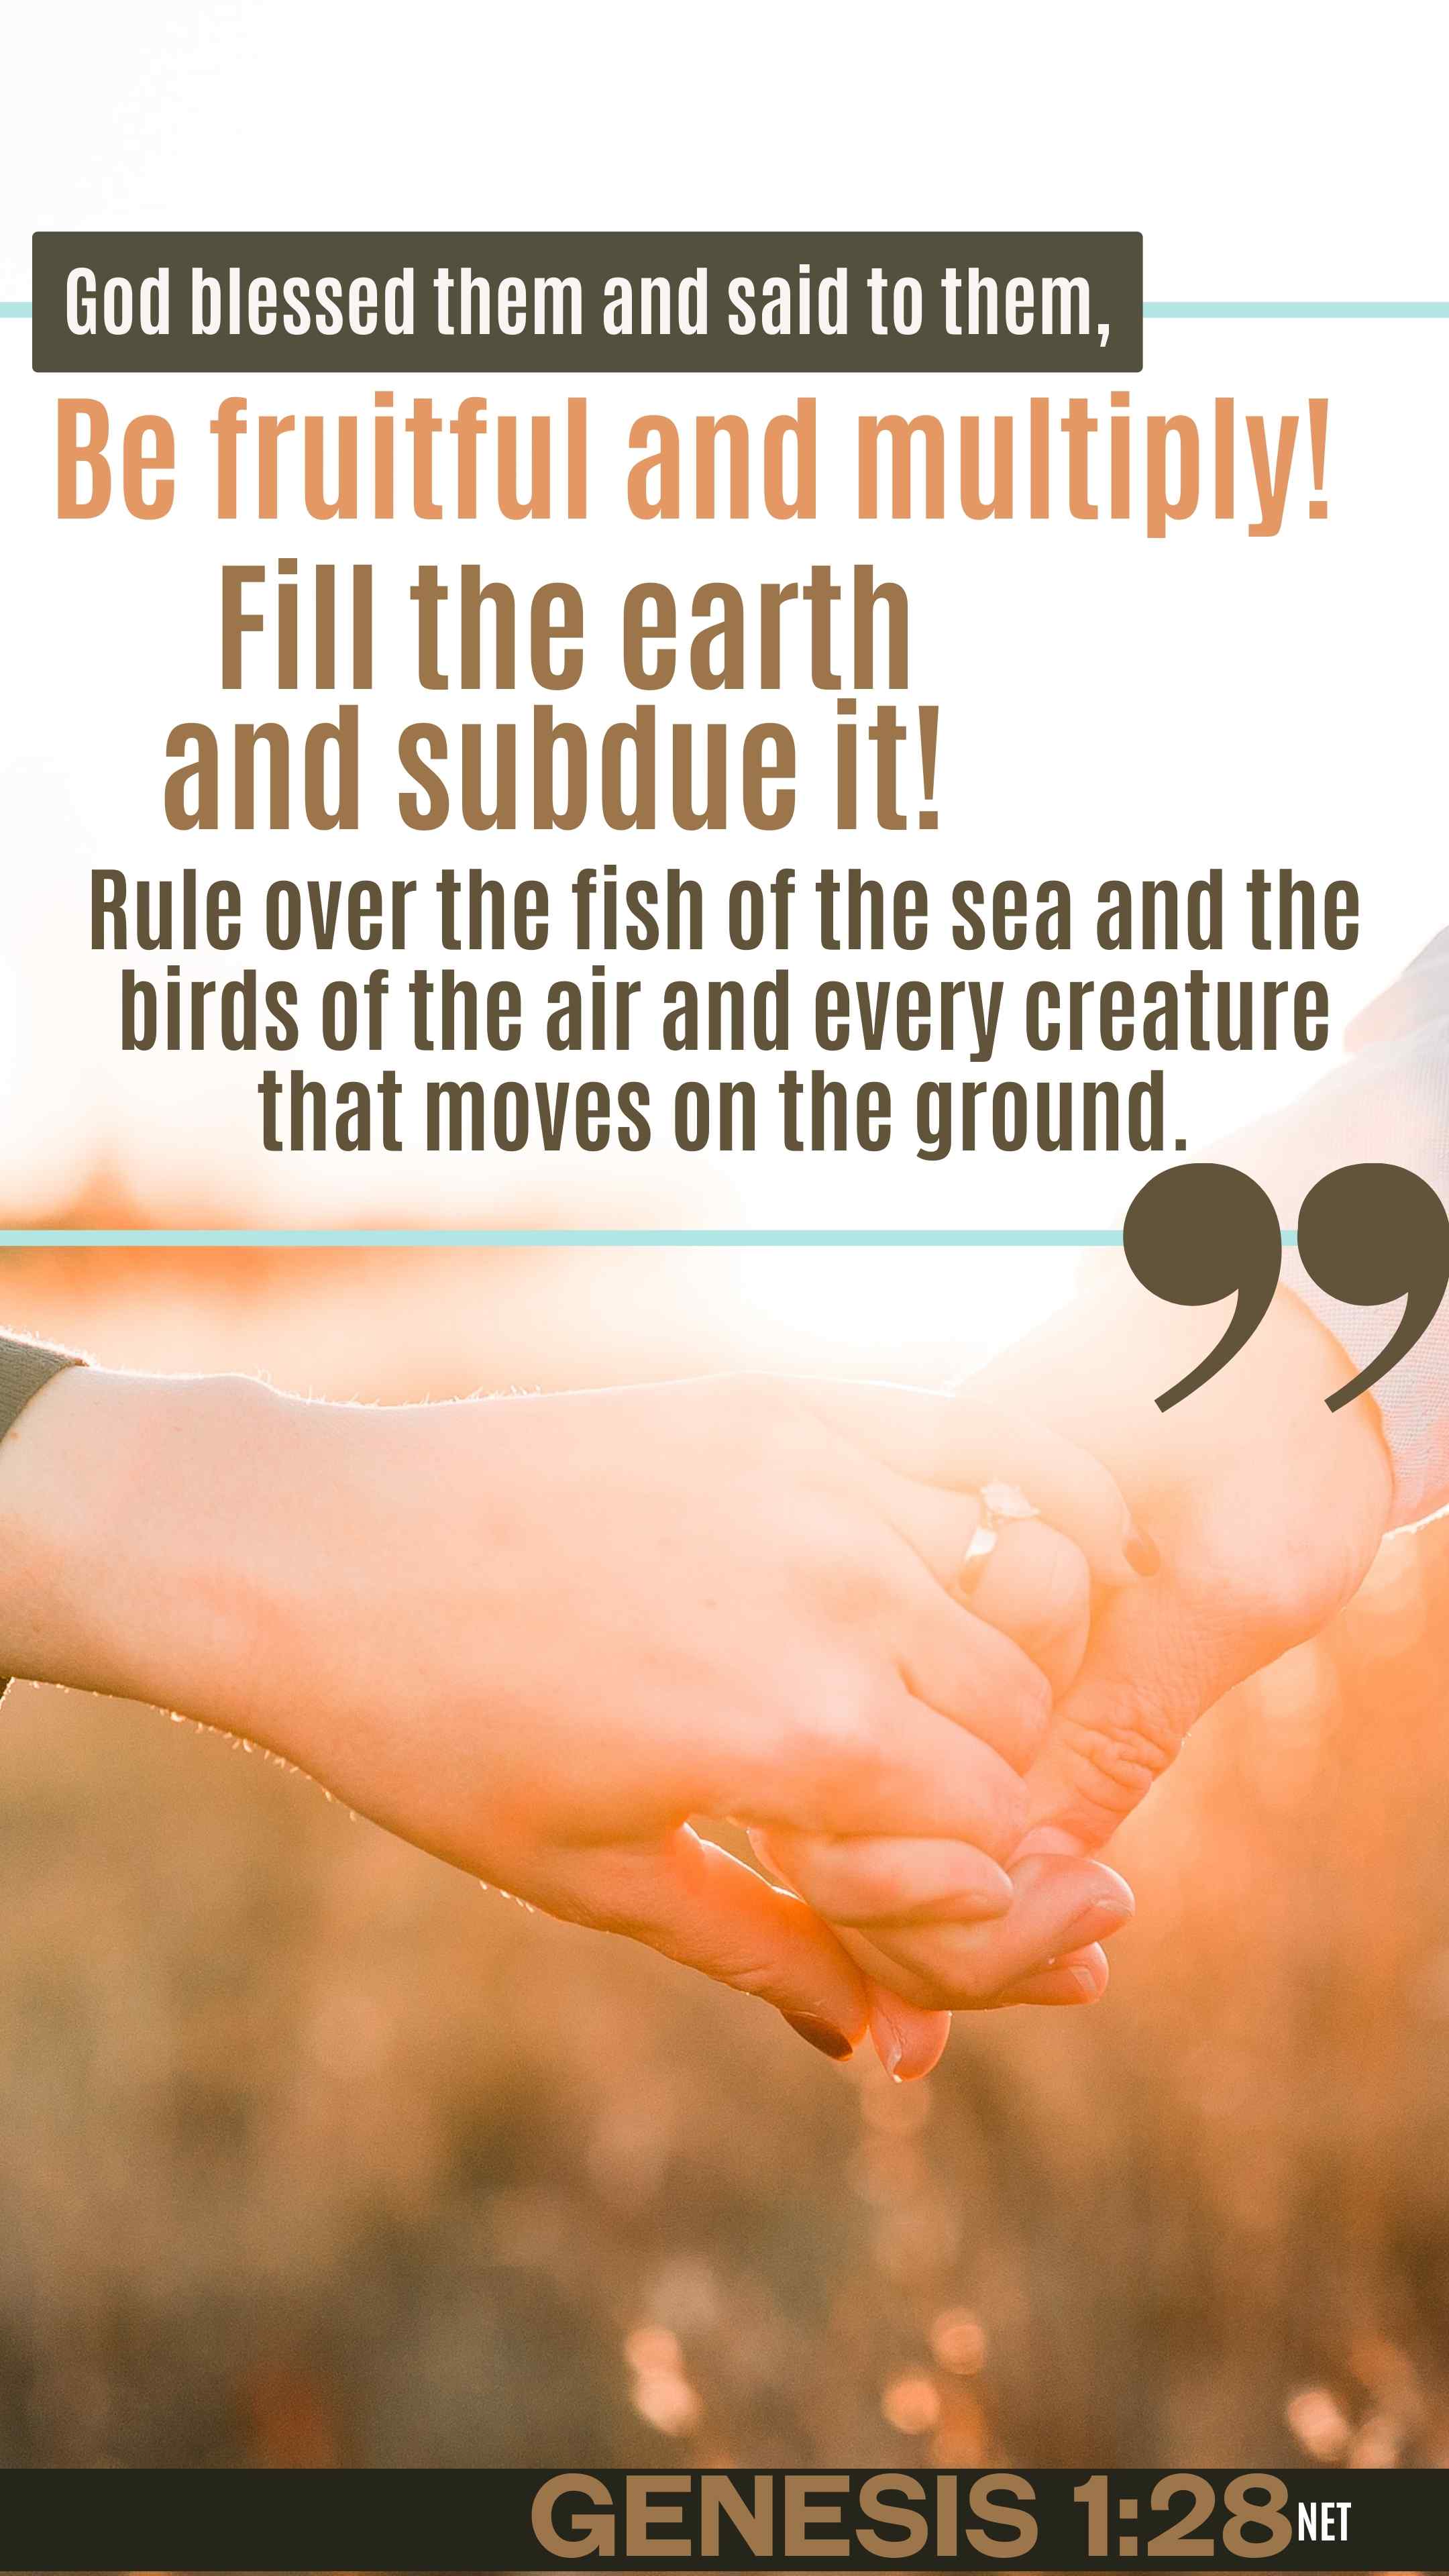 God blessed them and said to them,
Be fruitful and multiply!
Fill the earth
and subdue it!
Rule over the fish of the sea and the
birds of the air and every creature
that moves on the ground.
”
GENESIS 1:28 NET